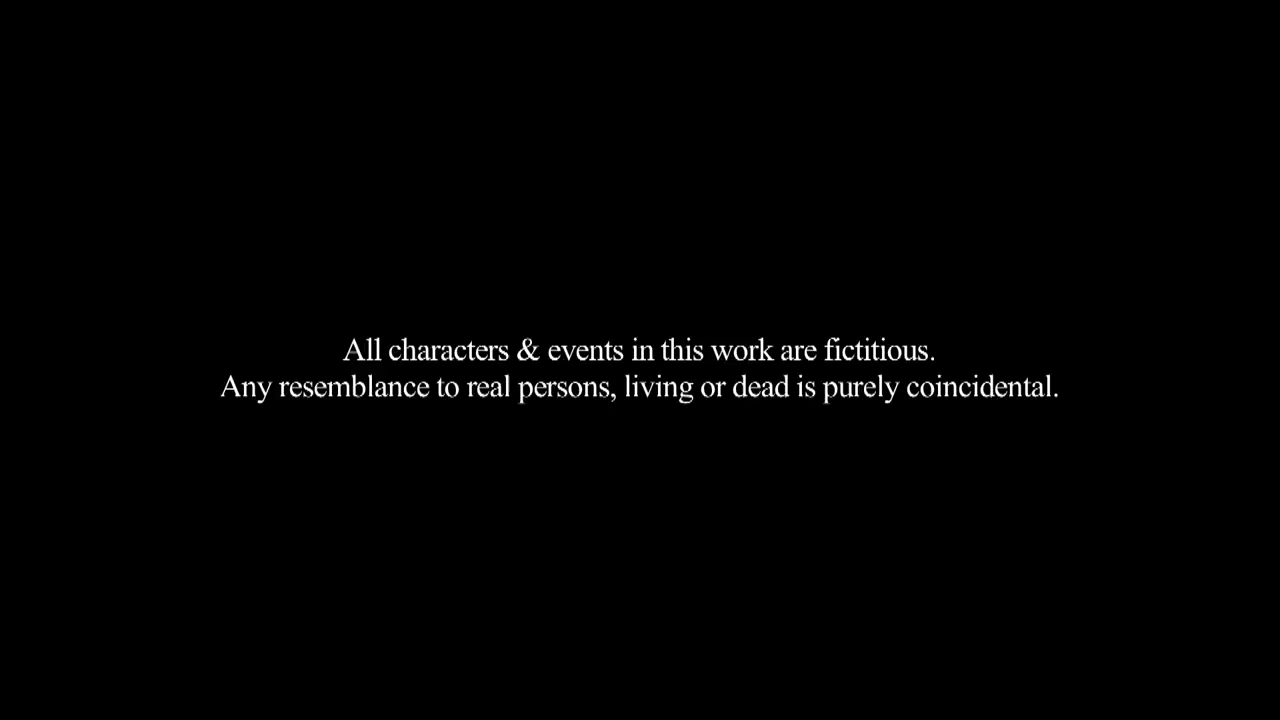 All characters & events in this work are fictitious.
Any resemblance to real persons, living or dead is purely coincidental.